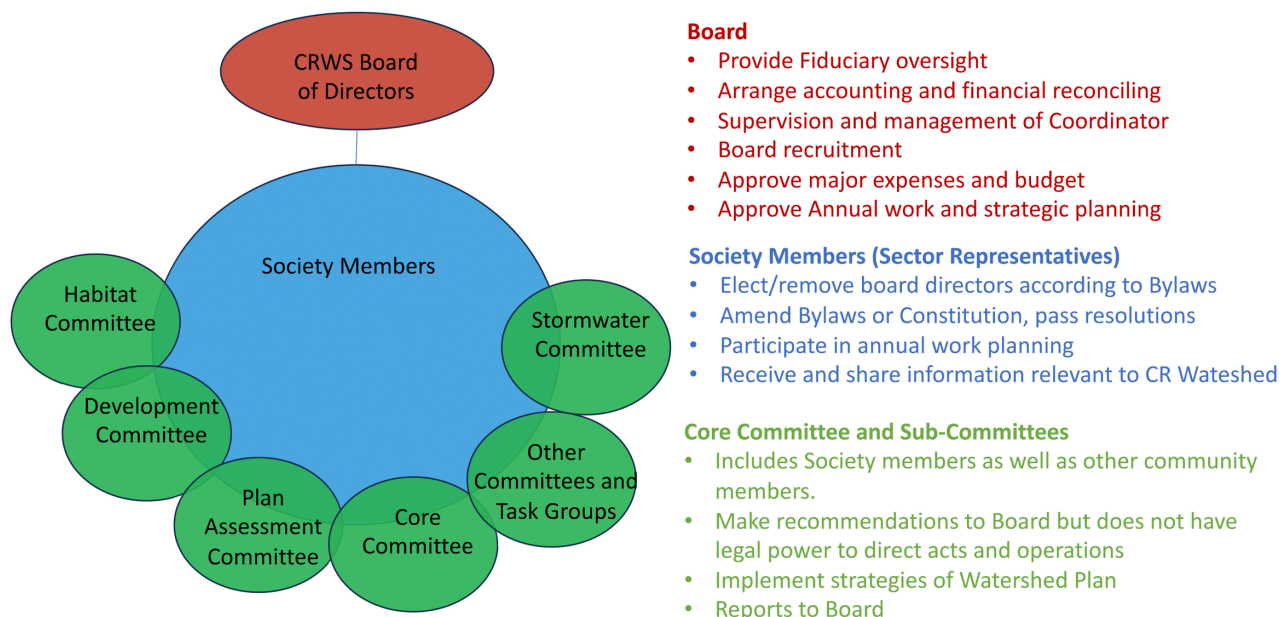 CRWS Board
of Directors
Society Members
Habitat
Committee
Development
Committee
Plan
Assessment
Committee
Core
Committee
Other
Committees and
Task Groups
Stormwater
Committee
Board
• Provide Fiduciary oversight
• Arrange accounting and financial reconciling
• Supervision and management of Coordinator
• Board recruitment
• Approve major expenses and budget
• Approve Annual work and strategic planning
Society Members (Sector Representatives)
• Elect/remove board directors according to Bylaws
• Amend Bylaws or Constitution, pass resolutions
• Participate in annual work planning
• Receive and share information relevant to CR Wateshed
Core Committee and Sub-Committees
• Includes Society members as well as other community
members.
• Make recommendations to Board but does not have
legal power to direct acts and operations
• Implement strategies of Watershed Plan
• Reports to Board